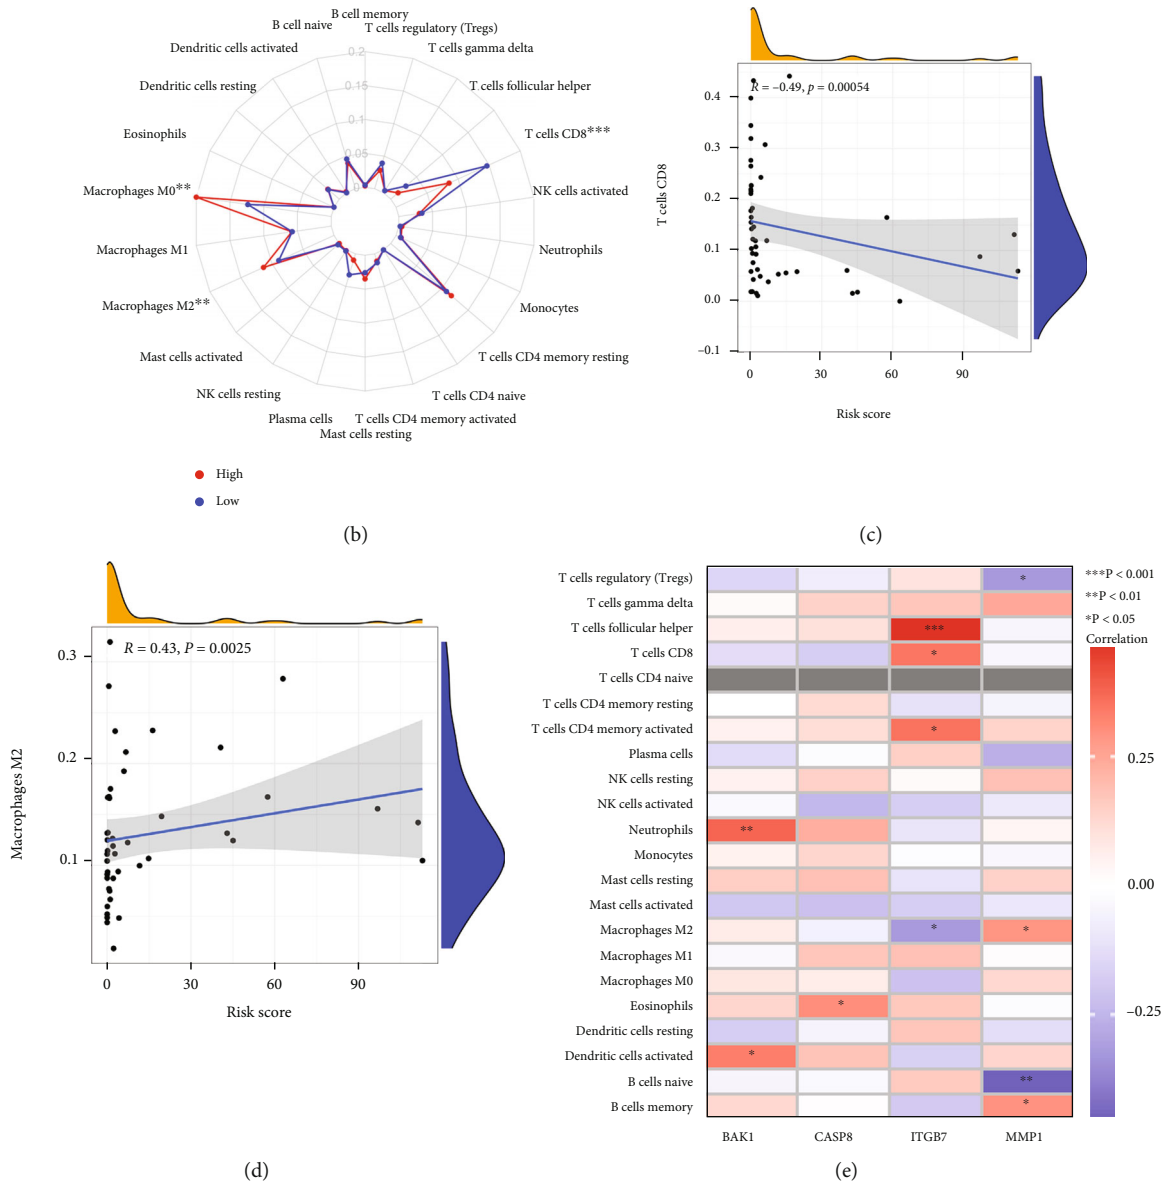 B cell memory
B cell naive
T cells regulatory (Tregs)
Dendritic cells activated
T cells gamma delta
Dendritic cells resting
T cells follicular helper
Eosinophils
T cells CD8***
Macrophages M0**
NK cells activated
Macrophages M1
Neutrophils
Macrophages M2**
Monocytes
Mast cells activated
T cells CD4 memory resting
NK cells resting
T cells CD4 naive
Plasma cells
T cells CD4 memory activated
Mast cells resting
0.2
0.15
0.1
0.05
0
High
Low
(b)
R = −0.49, p = 0.00054
T cells CD8
0.4
0.3
0.2
0.1
0.0
−0.1
0 30 60 90
Risk score
(c)
R = 0.43, P = 0.0025
Macrophages M2
0.3
0.2
0.1
0 30 60 90
Risk score
(d)
T cells regulatory (Tregs) *
T cells gamma delta
T cells follicular helper ***
T cells CD8 *
T cells CD4 naive
T cells CD4 memory resting
T cells CD4 memory activated *
Plasma cells
NK cells resting
NK cells activated
Neutrophils **
Monocytes
Mast cells resting
Mast cells activated
Macrophages M2 * *
Macrophages M1
Macrophages M0
Eosinophils *
Dendritic cells resting
Dendritic cells activated *
B cells naive **
B cells memory *
BAK1 CASP8 ITGB7 MMP1
***P < 0.001
**P < 0.01
*P < 0.05
Correlation
0.25
0.00
−0.25
(e)